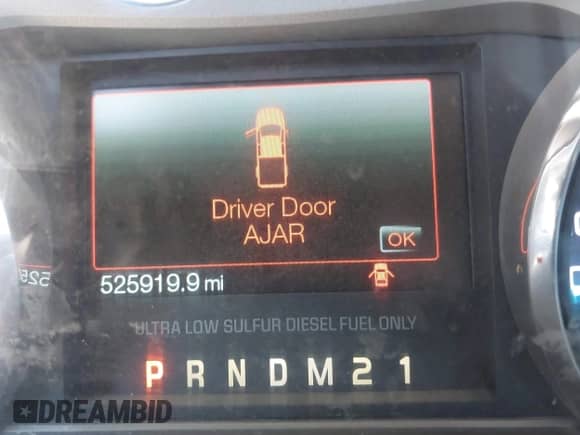 Driver Door
AJAR
OK
525919.9 mi
ULTRA LOW SULFUR DIESEL FUEL ONLY
P R N D M 2 1
DREAMBID